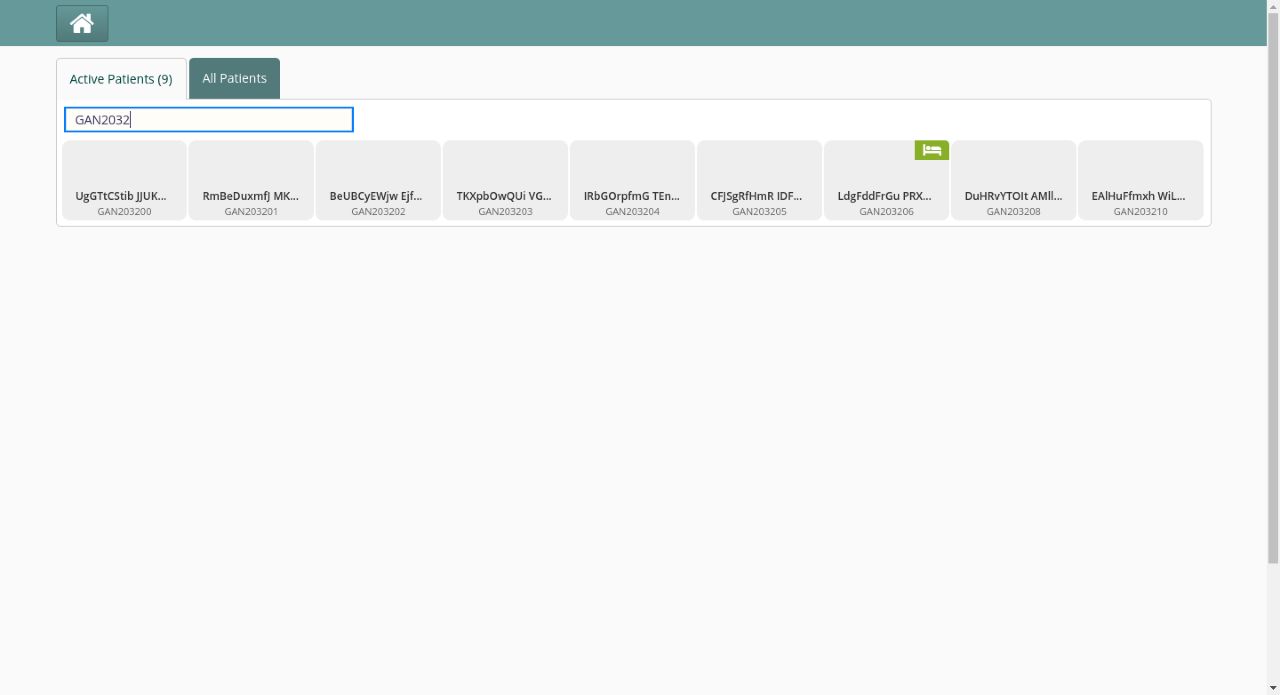 Active Patients (9)
All Patients
GAN2032
UgGTtCStib JJUK...
GAN203200
RmBeDuxmfJ MK...
GAN203201
BeUBCyEWjw Ejf...
GAN203202
TKXpbOwQUi VG...
GAN203203
IRbGOrpfmG TEn...
GAN203204
CFJSgRfHmR IDF...
GAN203205
LdgFddFrGu PRX...
GAN203206
DuHRvYTOIt AMll...
GAN203208
EAlHuFfmxh WiL...
GAN203210